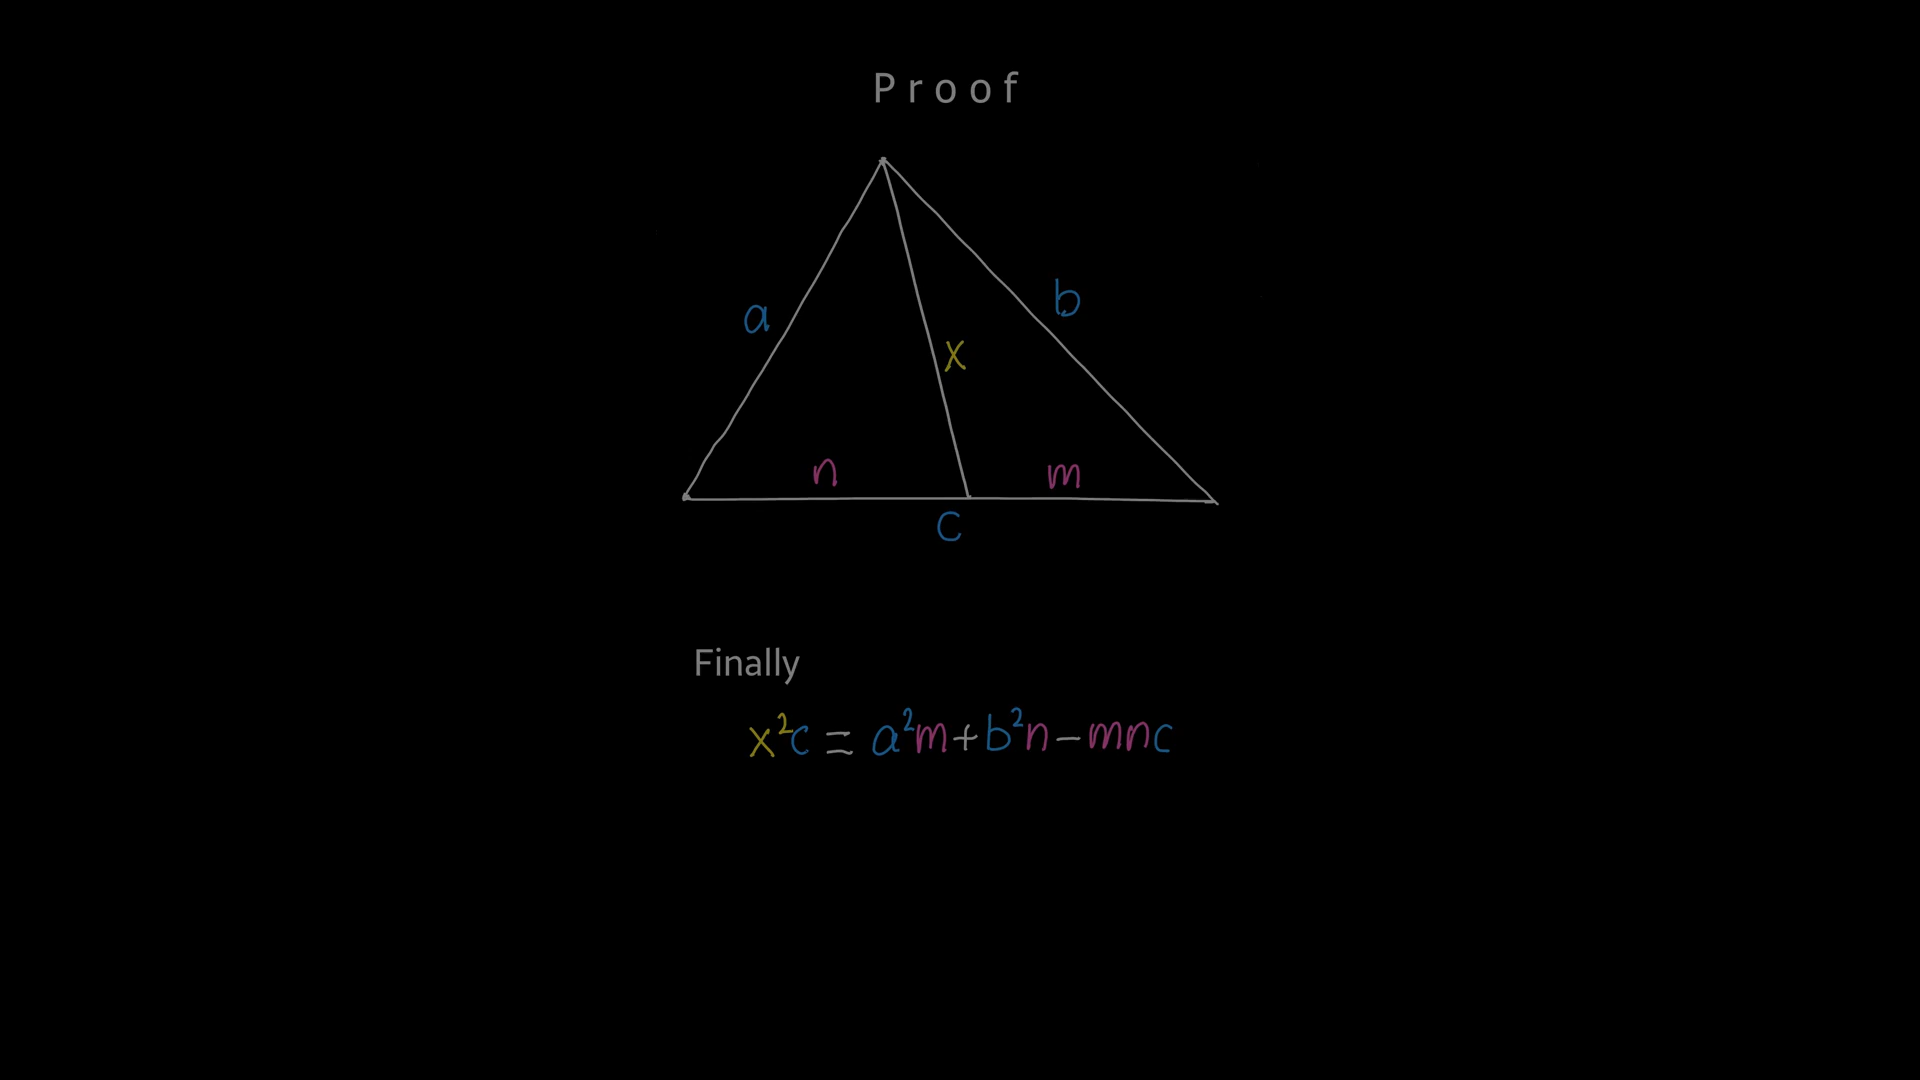 Proof
a
b
x
n
m
c
Finally
x²c = a²m+b²n-mnc